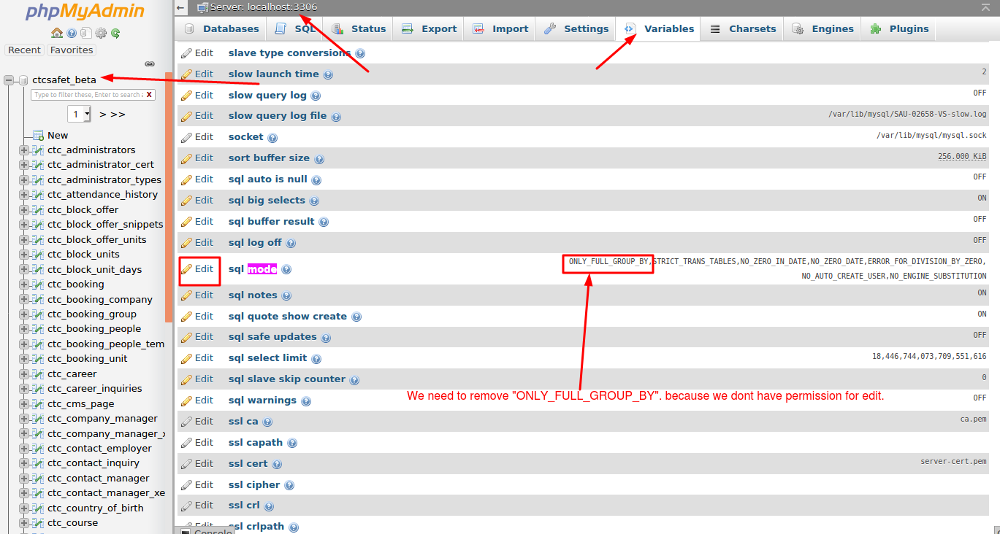 phpMyAdmin
Recent Favorites
ctcsafet_beta
Type to filter these, Enter to search a X
1 > >>
New
ctc_administrators
ctc_administrator_cert
ctc_administrator_types
ctc_attendance_history
ctc_block_offer
ctc_block_offer_snippets
ctc_block_offer_units
ctc_block_units
ctc_block_unit_days
ctc_booking
ctc_booking_company
ctc_booking_group
ctc_booking_people
ctc_booking_people_tem
ctc_booking_unit
ctc_career
ctc_career_inquiries
ctc_cms_page
ctc_company_manager
ctc_company_manager_x
ctc_contact_employer
ctc_contact_inquiry
ctc_contact_manager
ctc_contact_manager_xe
ctc_country_of_birth
ctc_course
Server: localhost:3306
Databases SQL Status Export Import Settings Variables Charsets Engines Plugins
Edit slave type conversions
Edit slow launch time 2
Edit slow query log OFF
Edit slow query log file /var/lib/mysql/SAU-02658-VS-slow.log
Edit socket /var/lib/mysql/mysql.sock
Edit sort buffer size 256.000 KiB
Edit sql auto is null OFF
Edit sql big selects ON
Edit sql buffer result OFF
Edit sql log off OFF
Edit sql mode ONLY_FULL_GROUP_BY,STRICT_TRANS_TABLES,NO_ZERO_IN_DATE,NO_ZERO_DATE,ERROR_FOR_DIVISION_BY_ZERO,
NO_AUTO_CREATE_USER,NO_ENGINE_SUBSTITUTION
Edit sql notes ON
Edit sql quote show create ON
Edit sql safe updates OFF
Edit sql select limit 18,446,744,073,709,551,616
Edit sql slave skip counter 0
Edit sql warnings OFF
We need to remove "ONLY_FULL_GROUP_BY". because we dont have permission for edit.
Edit ssl ca ca.pem
Edit ssl capath
Edit ssl cert server-cert.pem
Edit ssl cipher
Edit ssl crl
Edit ssl crlpath
Console